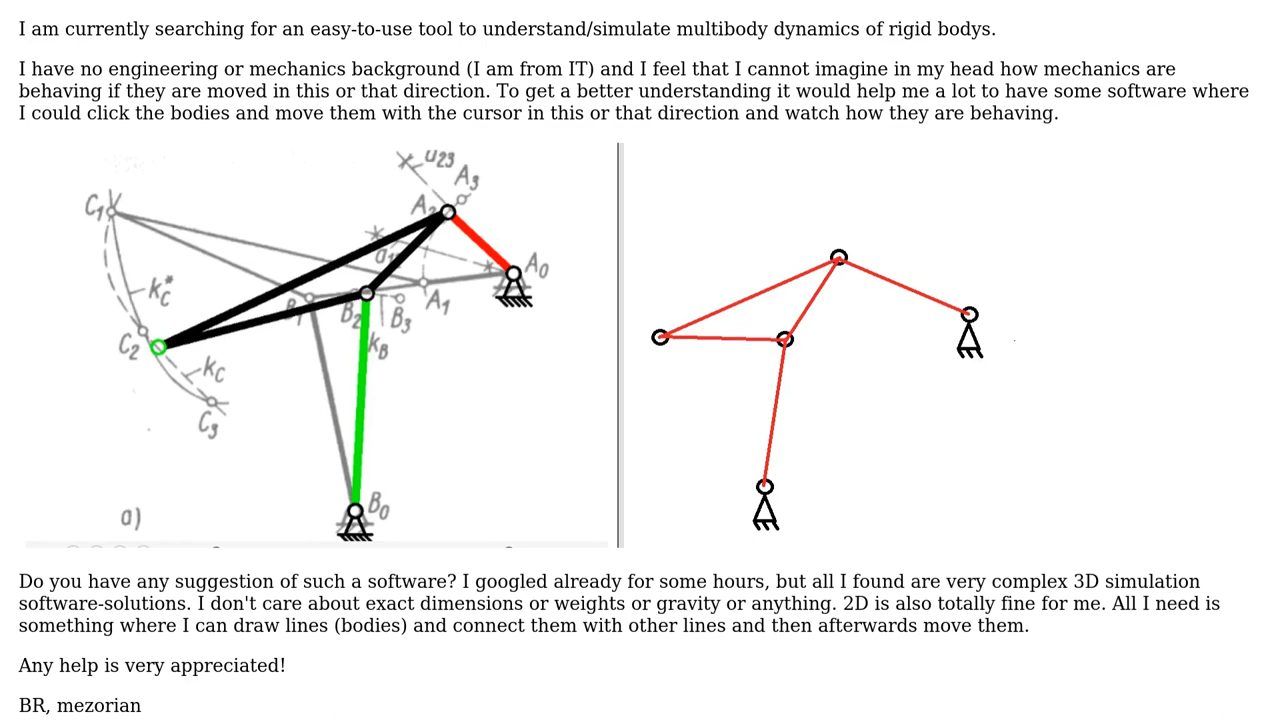 I am currently searching for an easy-to-use tool to understand/simulate multibody dynamics of rigid bodys.
I have no engineering or mechanics background (I am from IT) and I feel that I cannot imagine in my head how mechanics are
behaving if they are moved in this or that direction. To get a better understanding it would help me a lot to have some software where
I could click the bodies and move them with the cursor in this or that direction and watch how they are behaving.
a23
A3
C1
A2
A0
k*C
A1
B1
B2
B3
C2
kB
kC
C3
B0
a)
Do you have any suggestion of such a software? I googled already for some hours, but all I found are very complex 3D simulation
software-solutions. I don't care about exact dimensions or weights or gravity or anything. 2D is also totally fine for me. All I need is
something where I can draw lines (bodies) and connect them with other lines and then afterwards move them.
Any help is very appreciated!
BR, mezorian